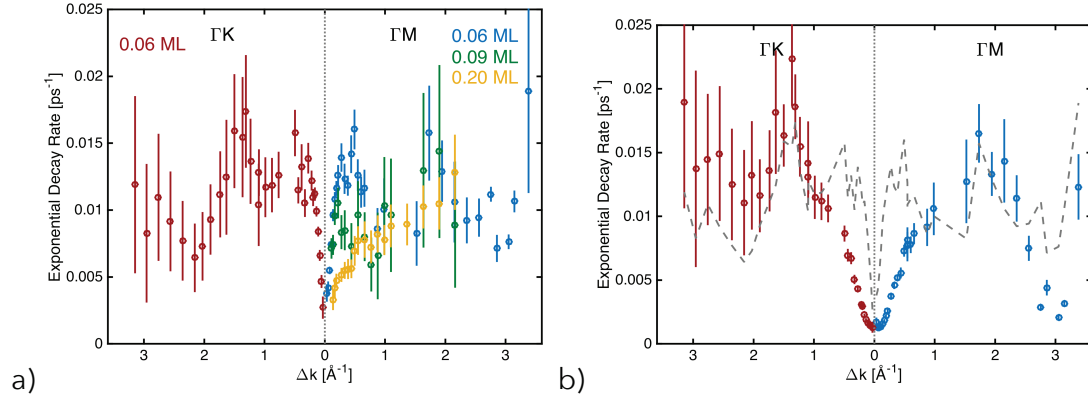 a)
Exponential Decay Rate [ps⁻¹]
0.025
0.02
0.015
0.01
0.005
0
ΓK
ΓM
0.06 ML
0.06 ML
0.09 ML
0.20 ML
3 2 1 0 1 2 3
Δk [Å⁻¹]
b)
Exponential Decay Rate [ps⁻¹]
0.025
0.02
0.015
0.01
0.005
0
ΓK
ΓM
3 2 1 0 1 2 3
Δk [Å⁻¹]